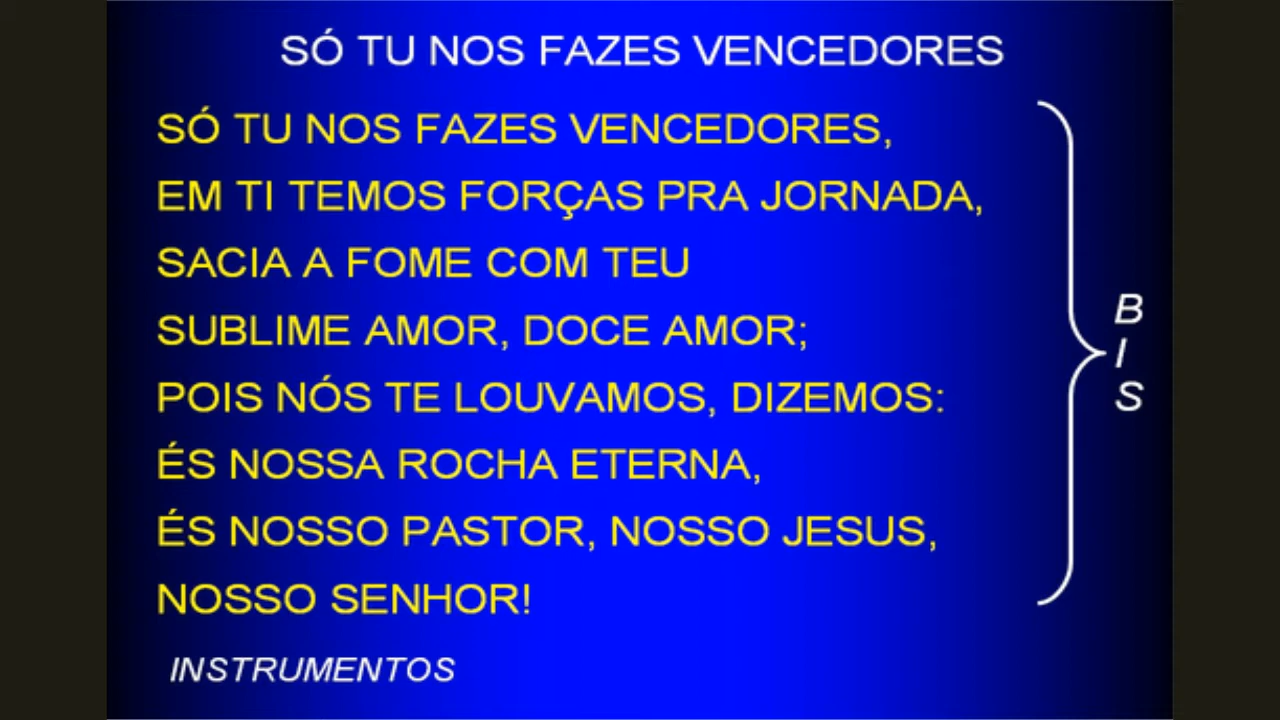 SÓ TU NOS FAZES VENCEDORES
SÓ TU NOS FAZES VENCEDORES,
EM TI TEMOS FORÇAS PRA JORNADA,
SACIA A FOME COM TEU
SUBLIME AMOR, DOCE AMOR;
POIS NÓS TE LOUVAMOS, DIZEMOS:
ÉS NOSSA ROCHA ETERNA,
ÉS NOSSO PASTOR, NOSSO JESUS,
NOSSO SENHOR!
B
I
S
INSTRUMENTOS